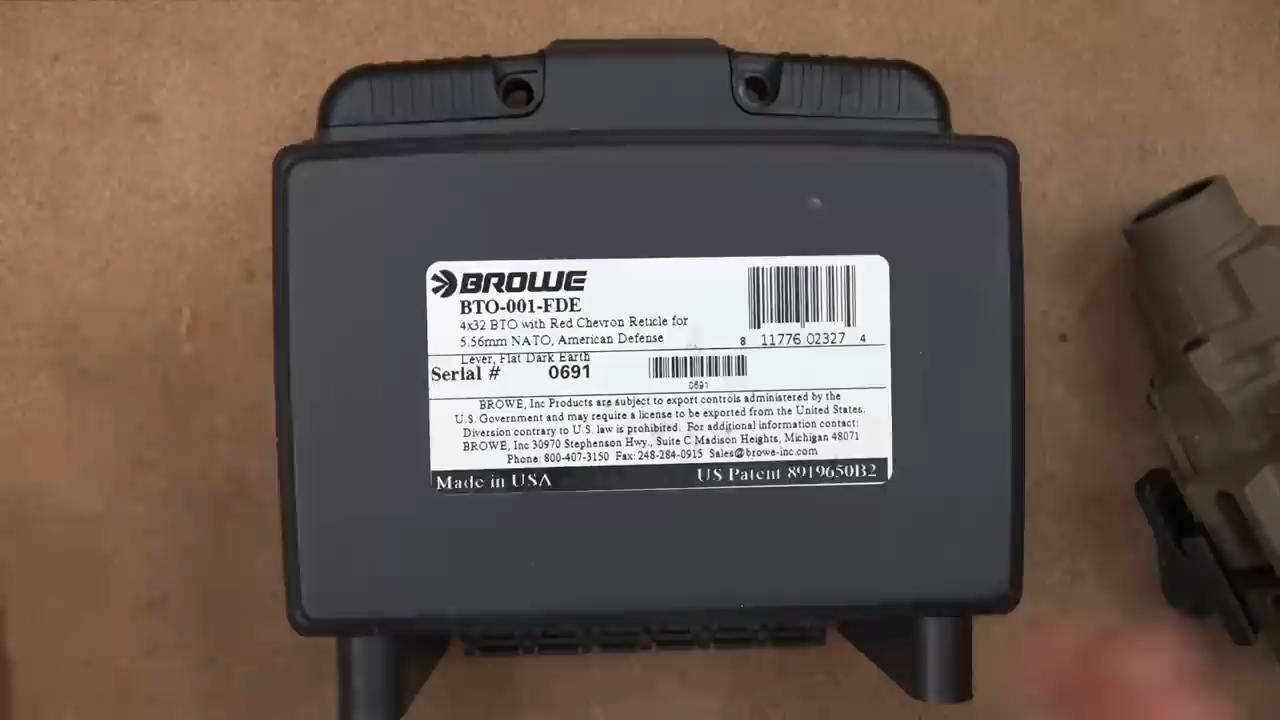 BROWE
BTO-001-FDE
4x32 BTO with Red Chevron Reticle for
5.56mm NATO, American Defense
Lever, Flat Dark Earth
8 11776 02327 4
Serial # 0691
0691
BROWE, Inc Products are subject to export controls administered by the
U.S. Government and may require a license to be exported from the United States.
Diversion contrary to U.S. law is prohibited. For additional information contact:
BROWE, Inc 30970 Stephenson Hwy., Suite C Madison Heights, Michigan 48071
Phone: 800-407-3150 Fax: 248-284-0915 Sales@browe-inc.com
Made in USA US Patent 8919650B2